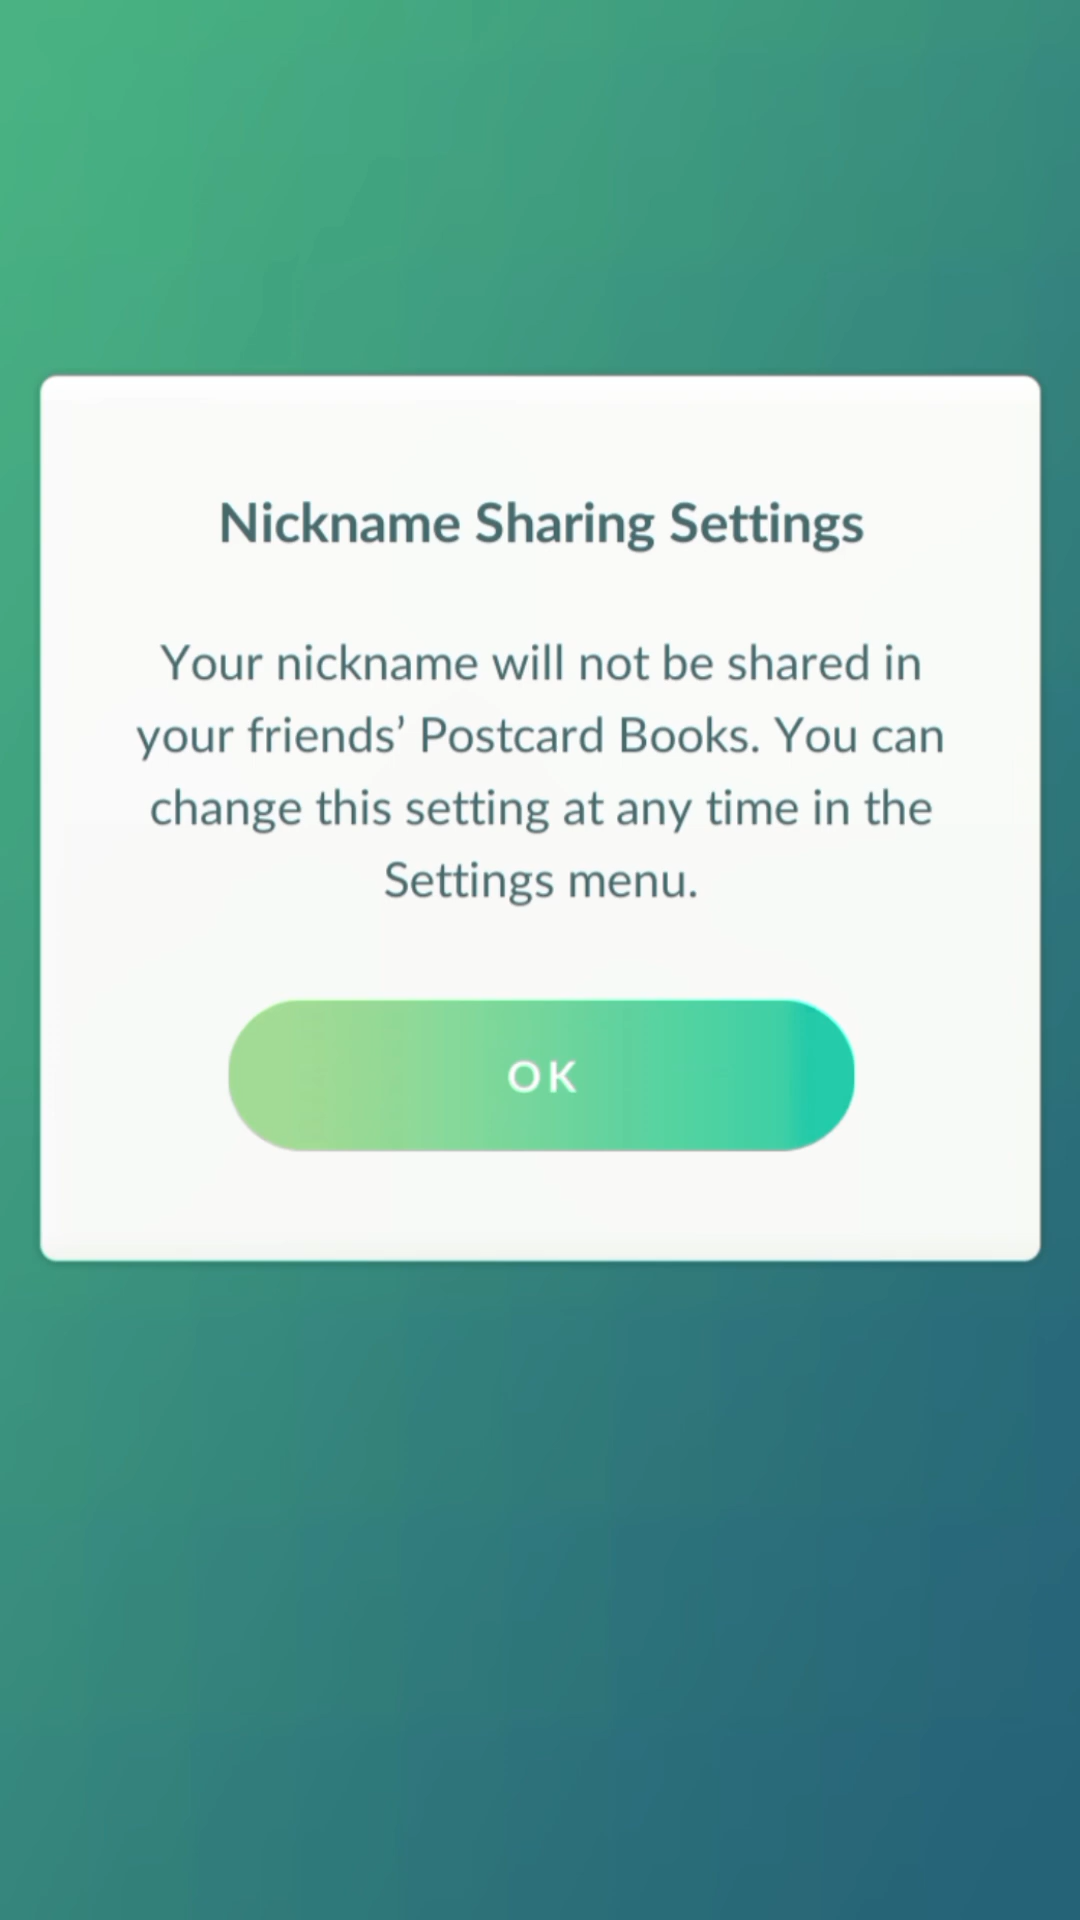 Nickname Sharing Settings
Your nickname will not be shared in
your friends’ Postcard Books. You can
change this setting at any time in the
Settings menu.
OK